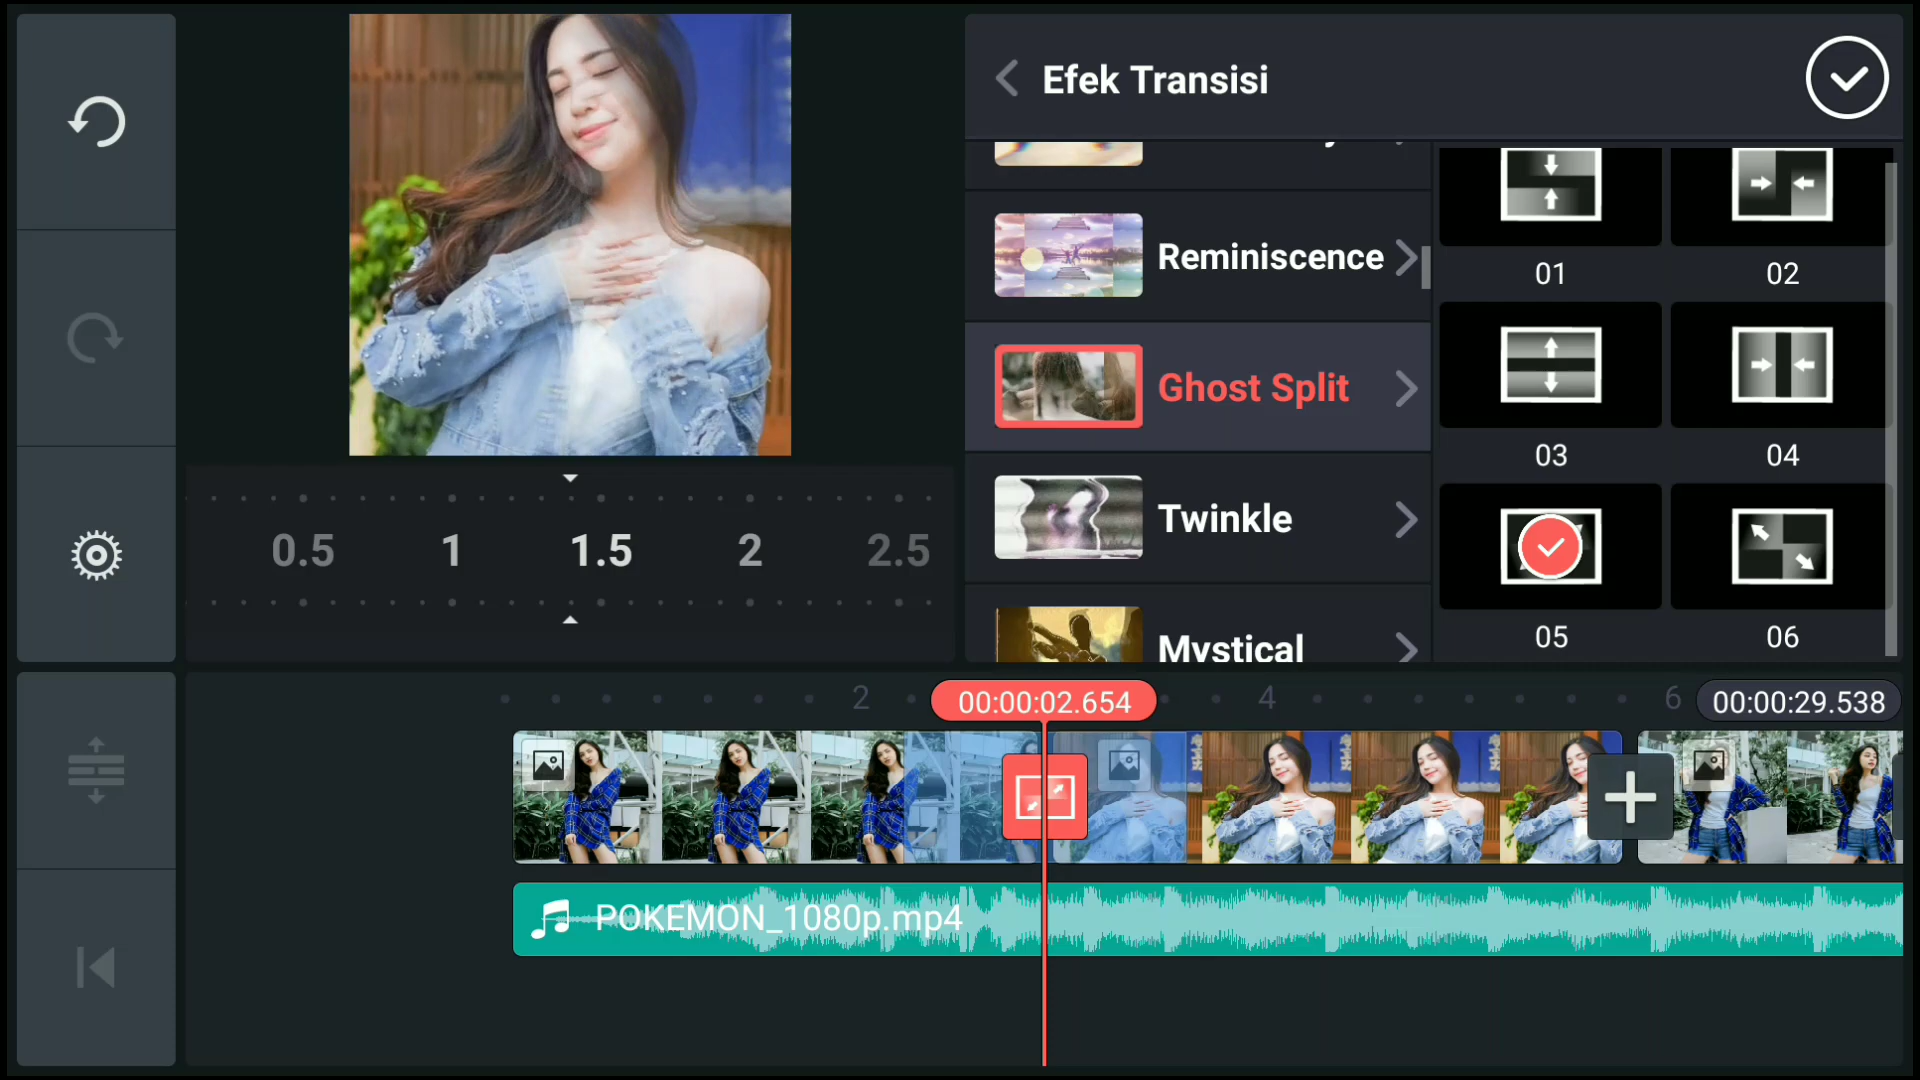 Efek Transisi
Reminiscence
Ghost Split
Twinkle
Mystical
01
02
03
04
05
06
0.5
1
1.5
2
2.5
2
00:00:02.654
4
6
00:00:29.538
POKEMON_1080p.mp4